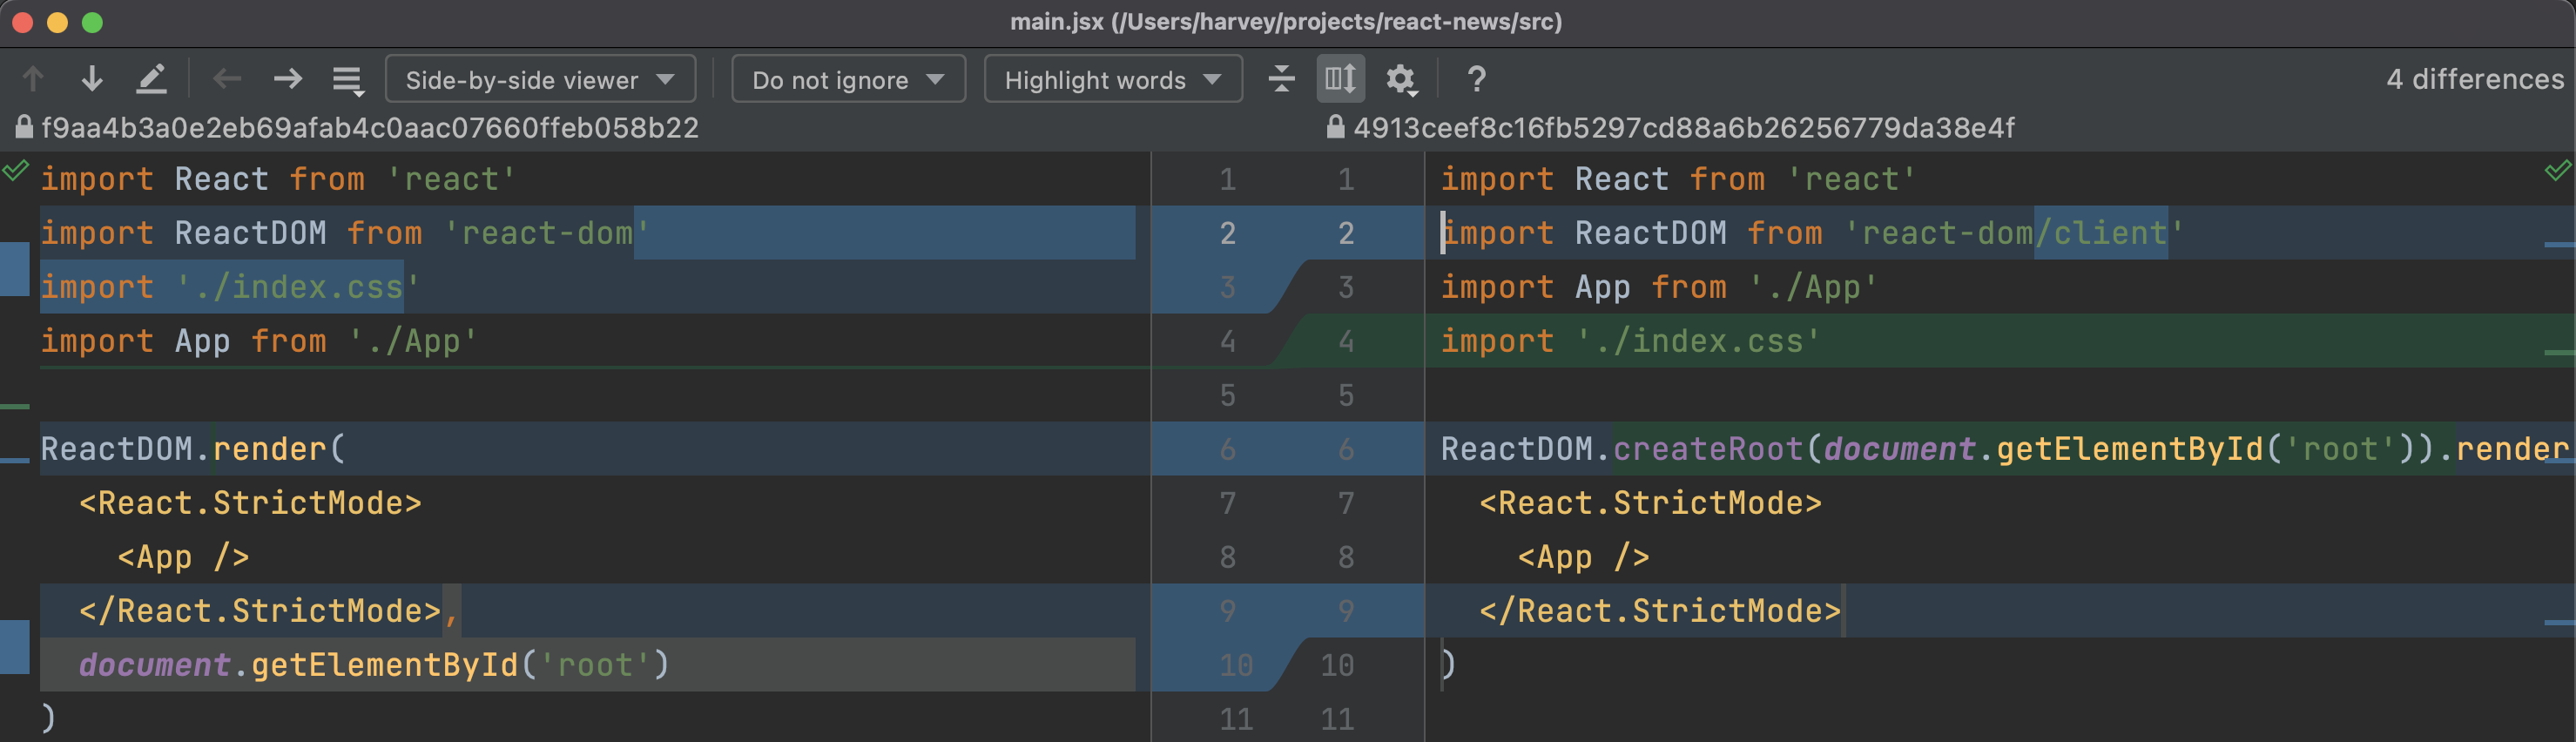 main.jsx (/Users/harvey/projects/react-news/src)
Side-by-side viewer Do not ignore Highlight words ? 4 differences
f9aa4b3a0e2eb69afab4c0aac07660ffeb058b22 4913ceef8c16fb5297cd88a6b26256779da38e4f
import React from 'react' 1 1 import React from 'react'
import ReactDOM from 'react-dom' 2 2 import ReactDOM from 'react-dom/client'
import './index.css' 3 3 import App from './App'
import App from './App' 4 4 import './index.css'
5 5
ReactDOM.render( 6 6 ReactDOM.createRoot(document.getElementById('root')).render
<React.StrictMode> 7 7 <React.StrictMode>
<App /> 8 8 <App />
</React.StrictMode>, 9 9 </React.StrictMode>
document.getElementById('root') 10 10 )
) 11 11